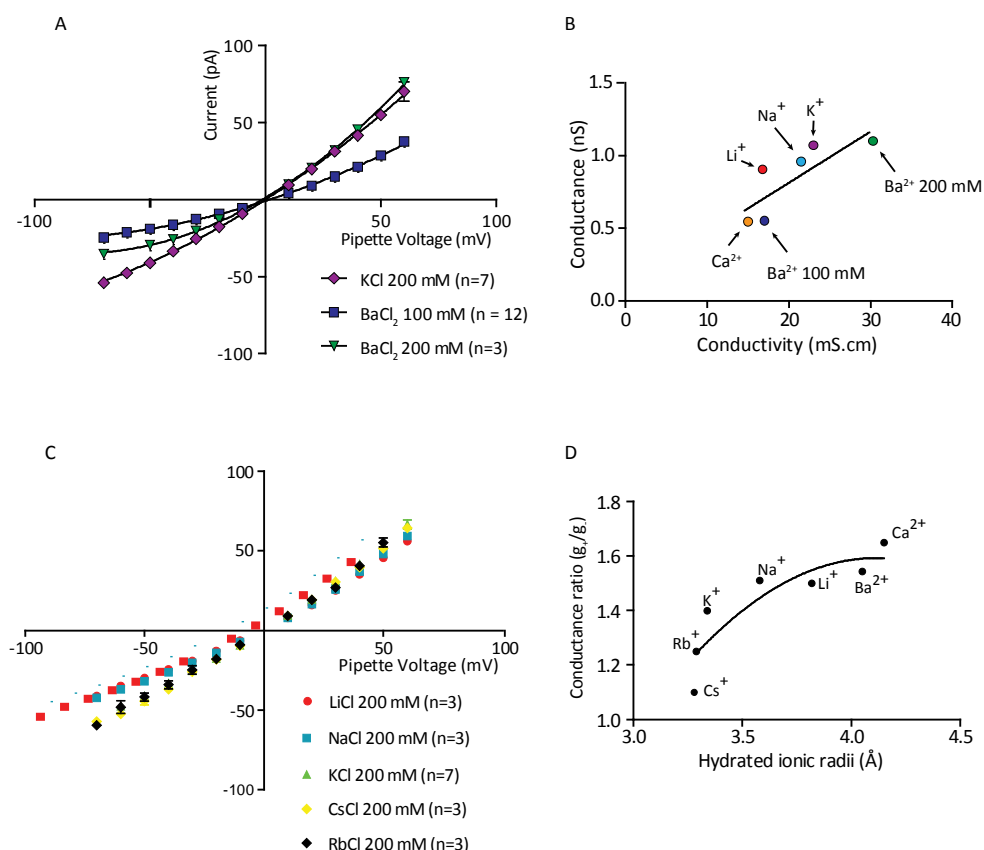 A
100
50
-50
-100
-100
50
Current (pA)
Pipette Voltage (mV)
KCl 200 mM (n=7)
BaCl₂ 100 mM (n = 12)
BaCl₂ 200 mM (n=3)
B
1.5
1.0
0.5
0.0
0
10
20
30
40
Conductance (nS)
Conductivity (mS.cm)
Li⁺
Na⁺
K⁺
Ba²⁺ 200 mM
Ca²⁺
Ba²⁺ 100 mM
C
100
50
-50
-100
-100
-50
50
100
Pipette Voltage (mV)
LiCl 200 mM (n=3)
NaCl 200 mM (n=3)
KCl 200 mM (n=7)
CsCl 200 mM (n=3)
RbCl 200 mM (n=3)
D
1.8
1.6
1.4
1.2
1.0
3.0
3.5
4.0
4.5
Conductance ratio (g₊/g₋)
Hydrated ionic radii (Å)
Ca²⁺
Na⁺
Li⁺
Ba²⁺
K⁺
Rb⁺
Cs⁺